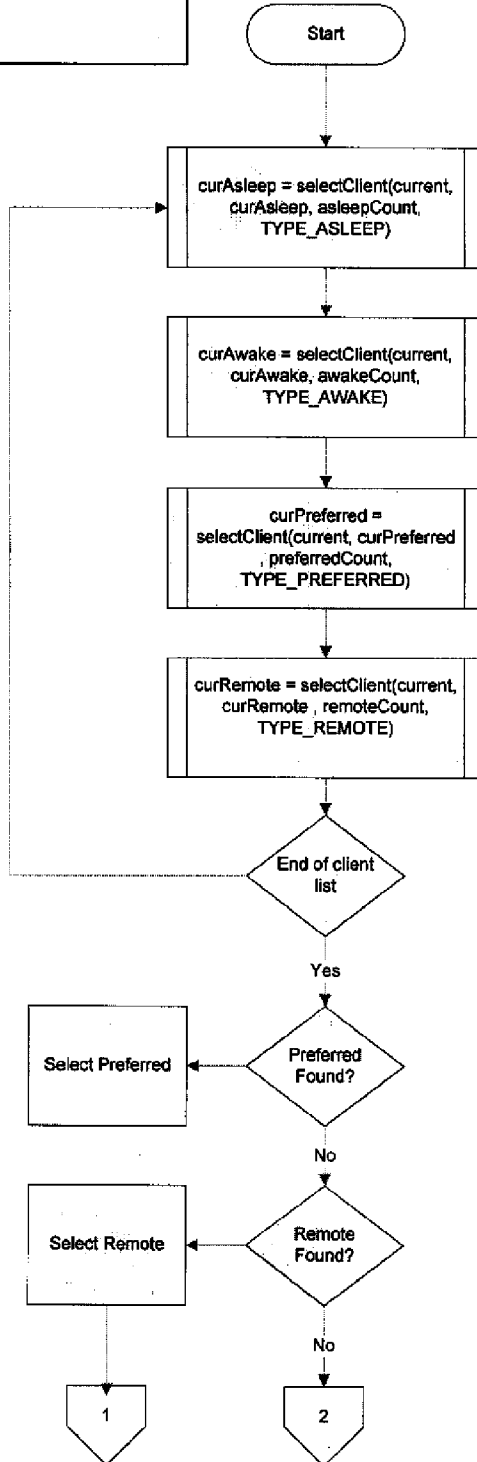 Start
curAsleep = selectClient(current,
curAsleep, asleepCount,
TYPE_ASLEEP)
curAwake = selectClient(current,
curAwake, awakeCount,
TYPE_AWAKE)
curPreferred =
selectClient(current, curPreferred
, preferredCount,
TYPE_PREFERRED)
curRemote = selectClient(current,
curRemote , remoteCount,
TYPE_REMOTE)
End of client
list
Yes
Select Preferred
Preferred
Found?
No
Select Remote
Remote
Found?
No
1
2